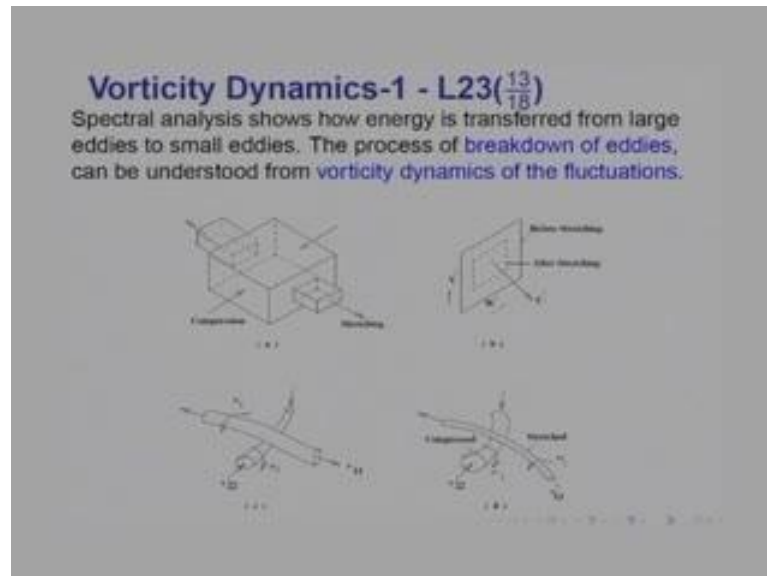 Vorticity Dynamics-1 - L23(13/18)
Spectral analysis shows how energy is transferred from large
eddies to small eddies. The process of breakdown of eddies,
can be understood from vorticity dynamics of the fluctuations.
Before Stretching
After Stretching
Compression
Stretching
( a )
( b )
Compressed
Stretched
( c )
( d )